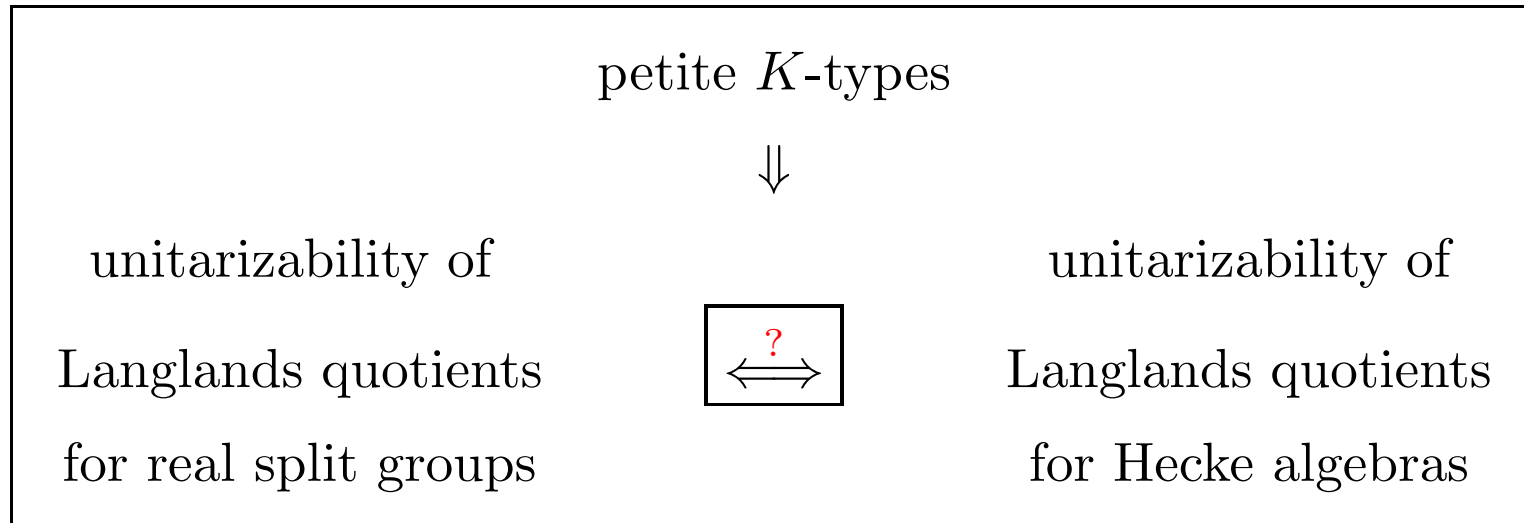 petite K-types
⇓
unitarizability of
Langlands quotients
for real split groups
?
⟺
unitarizability of
Langlands quotients
for Hecke algebras